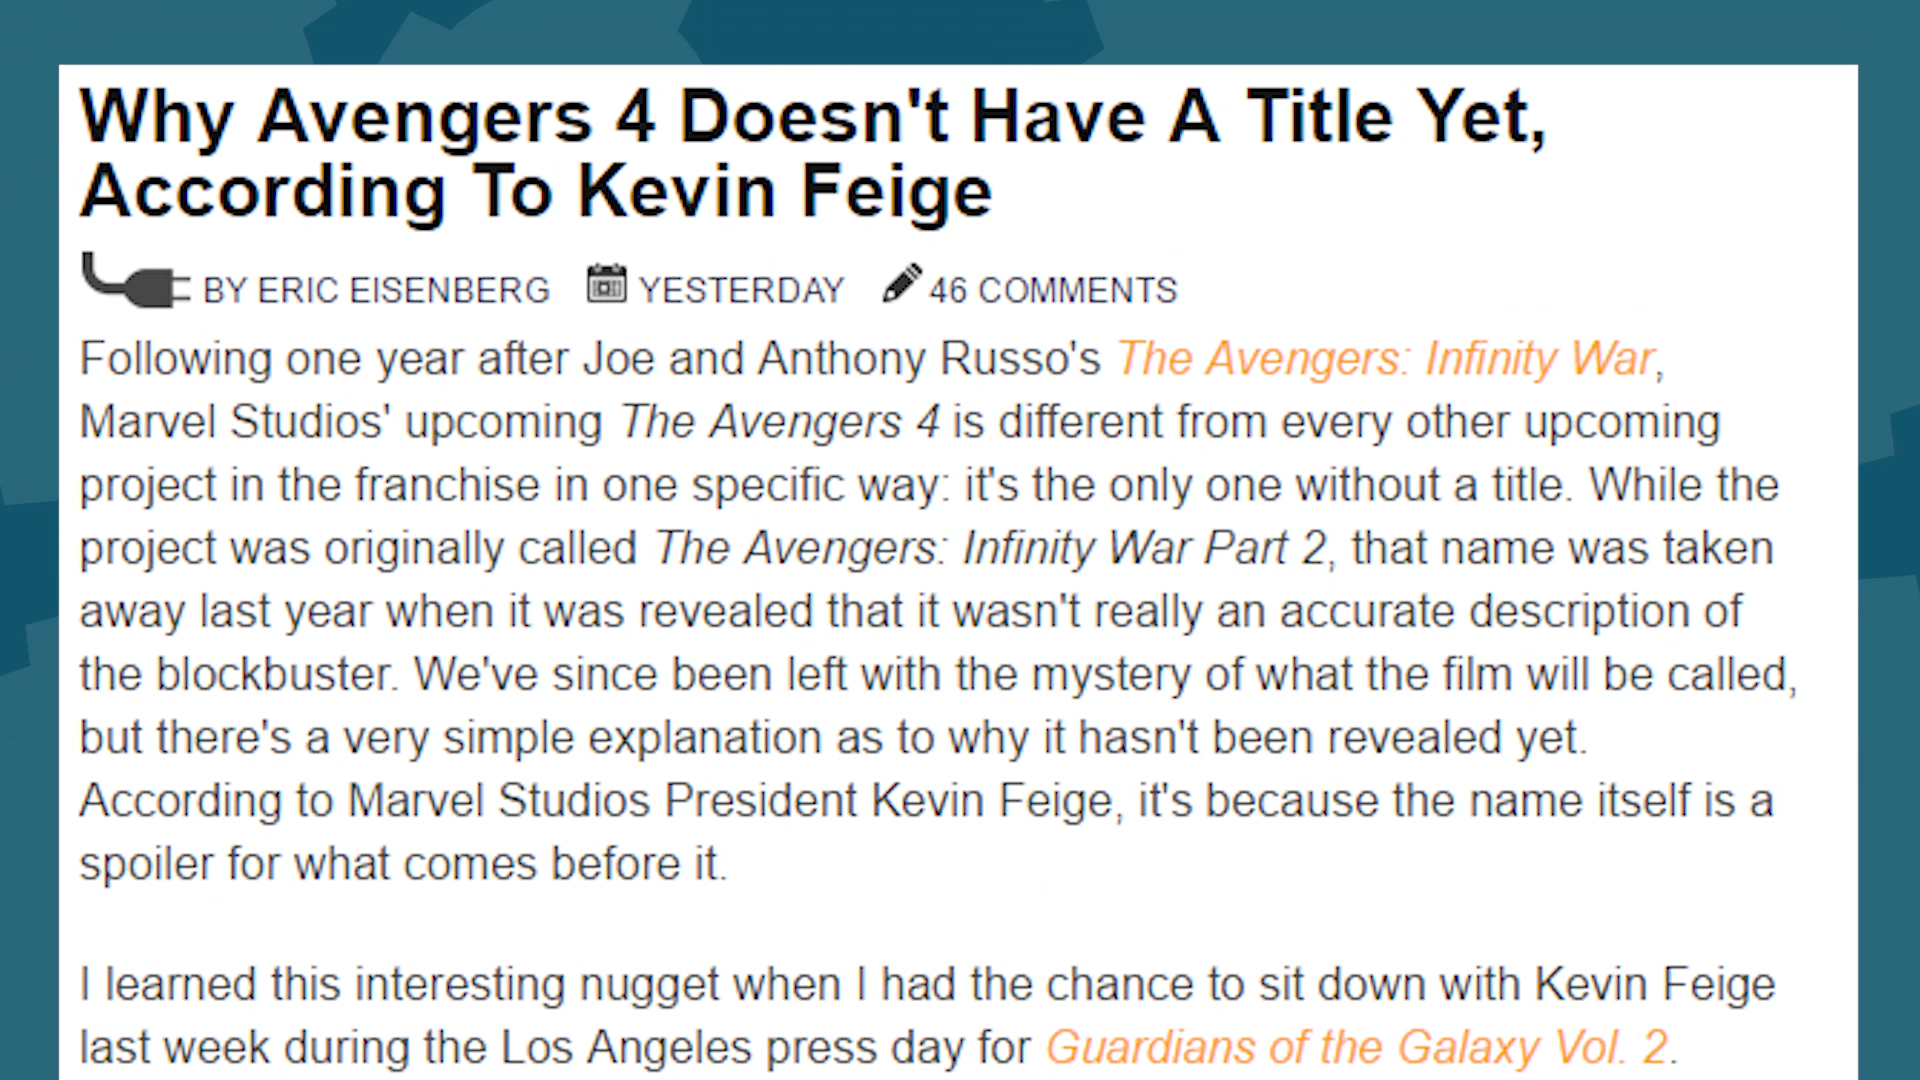 Why Avengers 4 Doesn't Have A Title Yet,
According To Kevin Feige
BY ERIC EISENBERG YESTERDAY 46 COMMENTS
Following one year after Joe and Anthony Russo's The Avengers: Infinity War,
Marvel Studios' upcoming The Avengers 4 is different from every other upcoming
project in the franchise in one specific way: it's the only one without a title. While the
project was originally called The Avengers: Infinity War Part 2, that name was taken
away last year when it was revealed that it wasn't really an accurate description of
the blockbuster. We've since been left with the mystery of what the film will be called,
but there's a very simple explanation as to why it hasn't been revealed yet.
According to Marvel Studios President Kevin Feige, it's because the name itself is a
spoiler for what comes before it.
I learned this interesting nugget when I had the chance to sit down with Kevin Feige
last week during the Los Angeles press day for Guardians of the Galaxy Vol. 2.